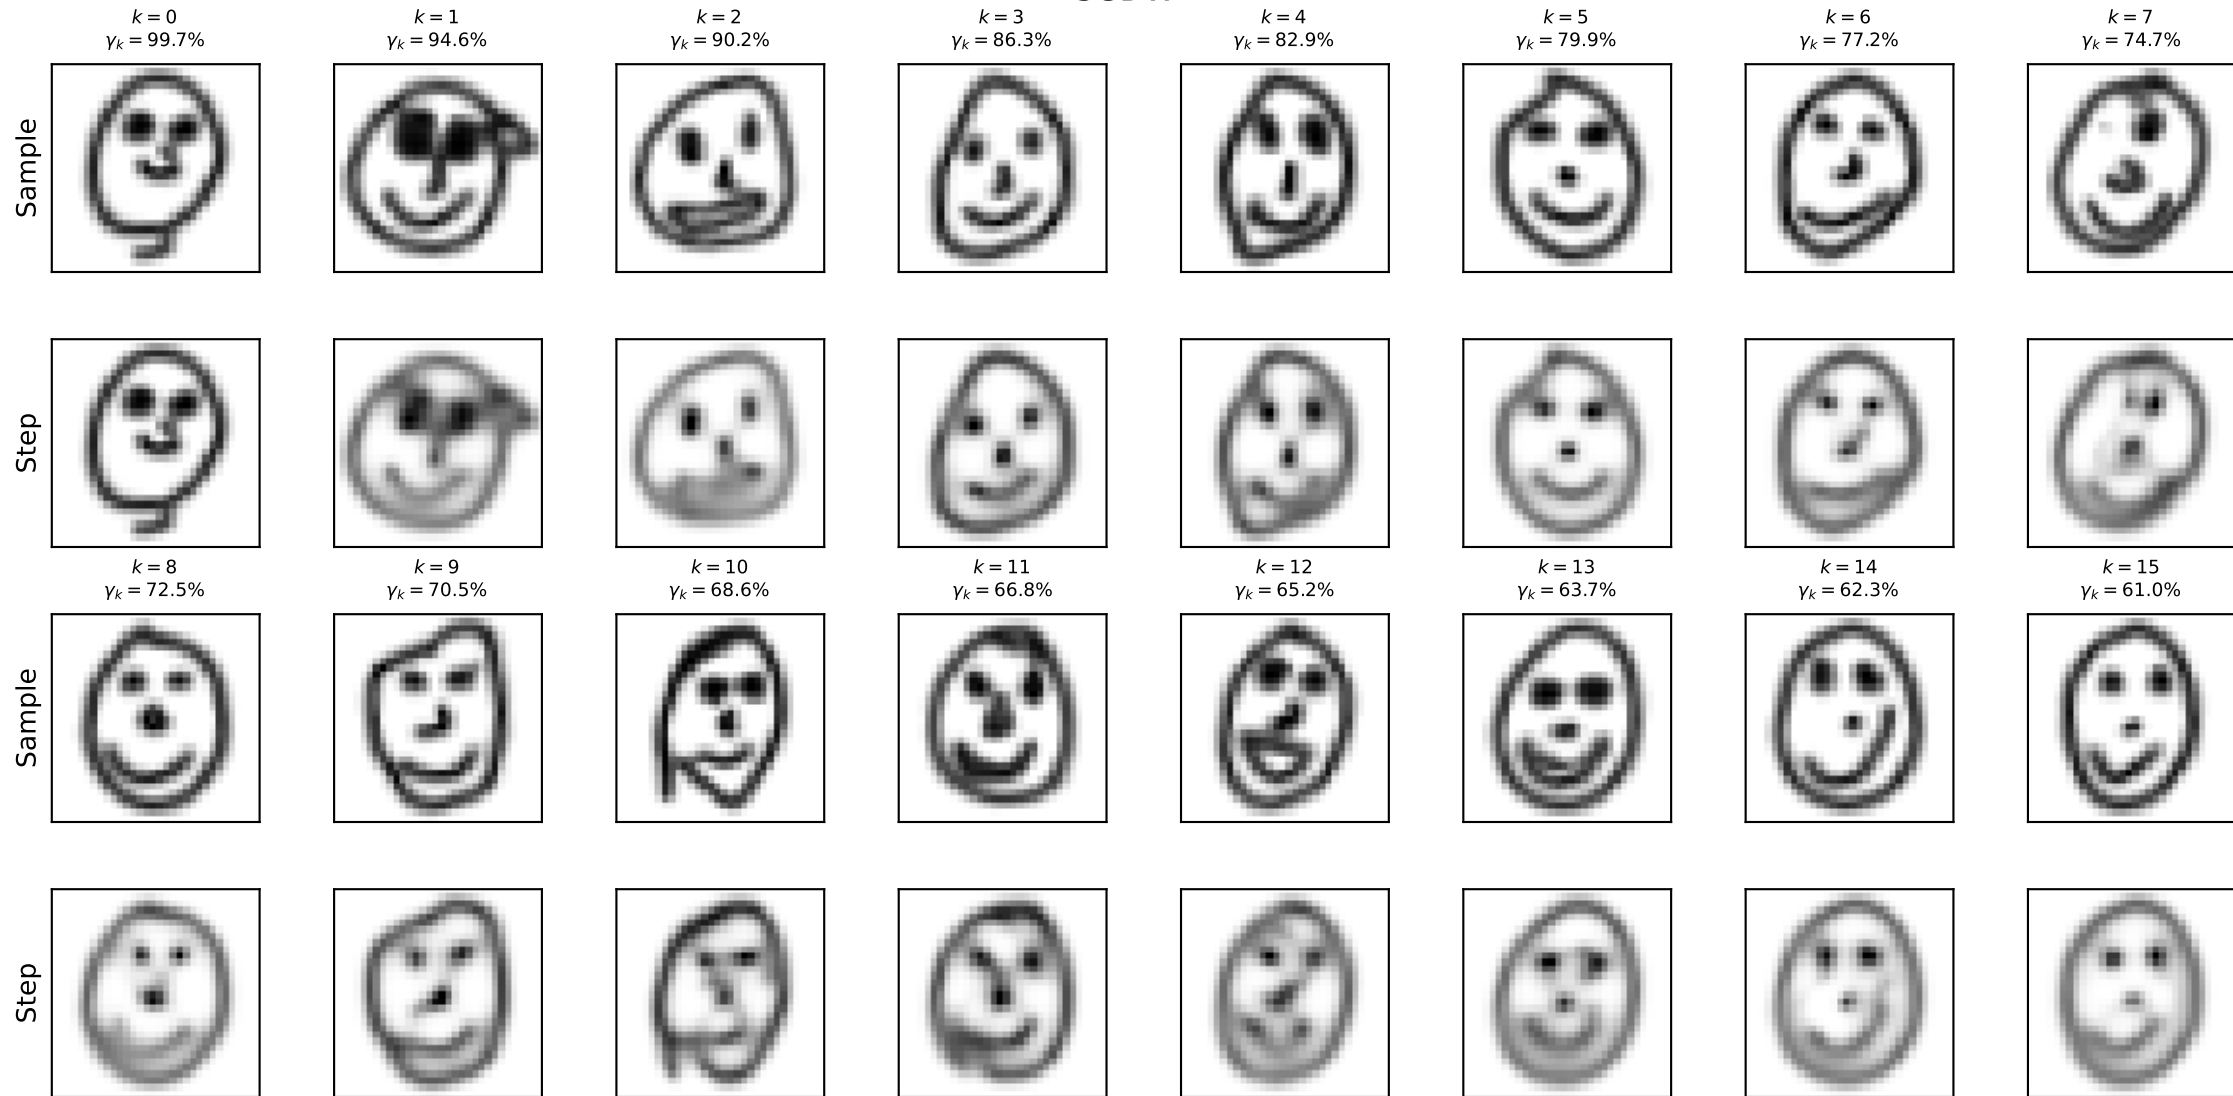 k = 0 k = 1 k = 2 k = 3 k = 4 k = 5 k = 6 k = 7
γk = 99.7% γk = 94.6% γk = 90.2% γk = 86.3% γk = 82.9% γk = 79.9% γk = 77.2% γk = 74.7%
Sample
Step
k = 8 k = 9 k = 10 k = 11 k = 12 k = 13 k = 14 k = 15
γk = 72.5% γk = 70.5% γk = 68.6% γk = 66.8% γk = 65.2% γk = 63.7% γk = 62.3% γk = 61.0%
Sample
Step